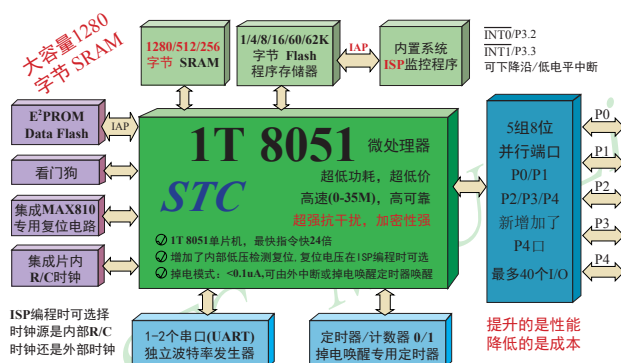 大容量1280
字节 SRAM
1280/512/256
字节 SRAM
1/4/8/16/60/62K
字节 Flash
程序存储器
IAP
内置系统
ISP监控程序
INT0/P3.2
INT1/P3.3
可下降沿/低电平中断
E²PROM
Data Flash
IAP
看门狗
集成MAX810
专用复位电路
集成片内
R/C时钟
1T 8051 微处理器
STC
超低功耗，超低价
高速(0-35M)，高可靠
超强抗干扰，加密性强
1T 8051单片机，最快指令快24倍
增加了内部低压检测复位,复位电压在ISP编程时可选
掉电模式：<0.1uA,可由外中断或掉电唤醒定时器唤醒
5组8位
并行端口
P0/P1
P2/P3/P4
新增加了
P4口
最多40个I/O
P0
P1
P2
P3
P4
ISP编程时可选择
时钟源是内部R/C
时钟还是外部时钟
1-2个串口(UART)
独立波特率发生器
定时器/计数器 0/1
掉电唤醒专用定时器
提升的是性能
降低的是成本